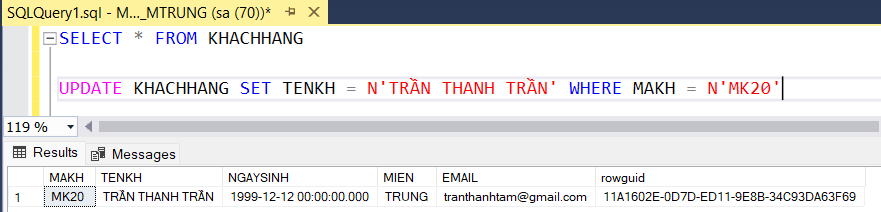 SQLQuery1.sql - M..._MTRUNG (sa (70))*
SELECT * FROM KHACHHANG
UPDATE KHACHHANG SET TENKH = N'TRẦN THANH TRẦN' WHERE MAKH = N'MK20'
119 %
Results Messages
MAKH TENKH NGAYSINH MIEN EMAIL rowguid
1 MK20 TRẦN THANH TRẦN 1999-12-12 00:00:00.000 TRUNG tranthanhtam@gmail.com 11A1602E-0D7D-ED11-9E8B-34C93DA63F69